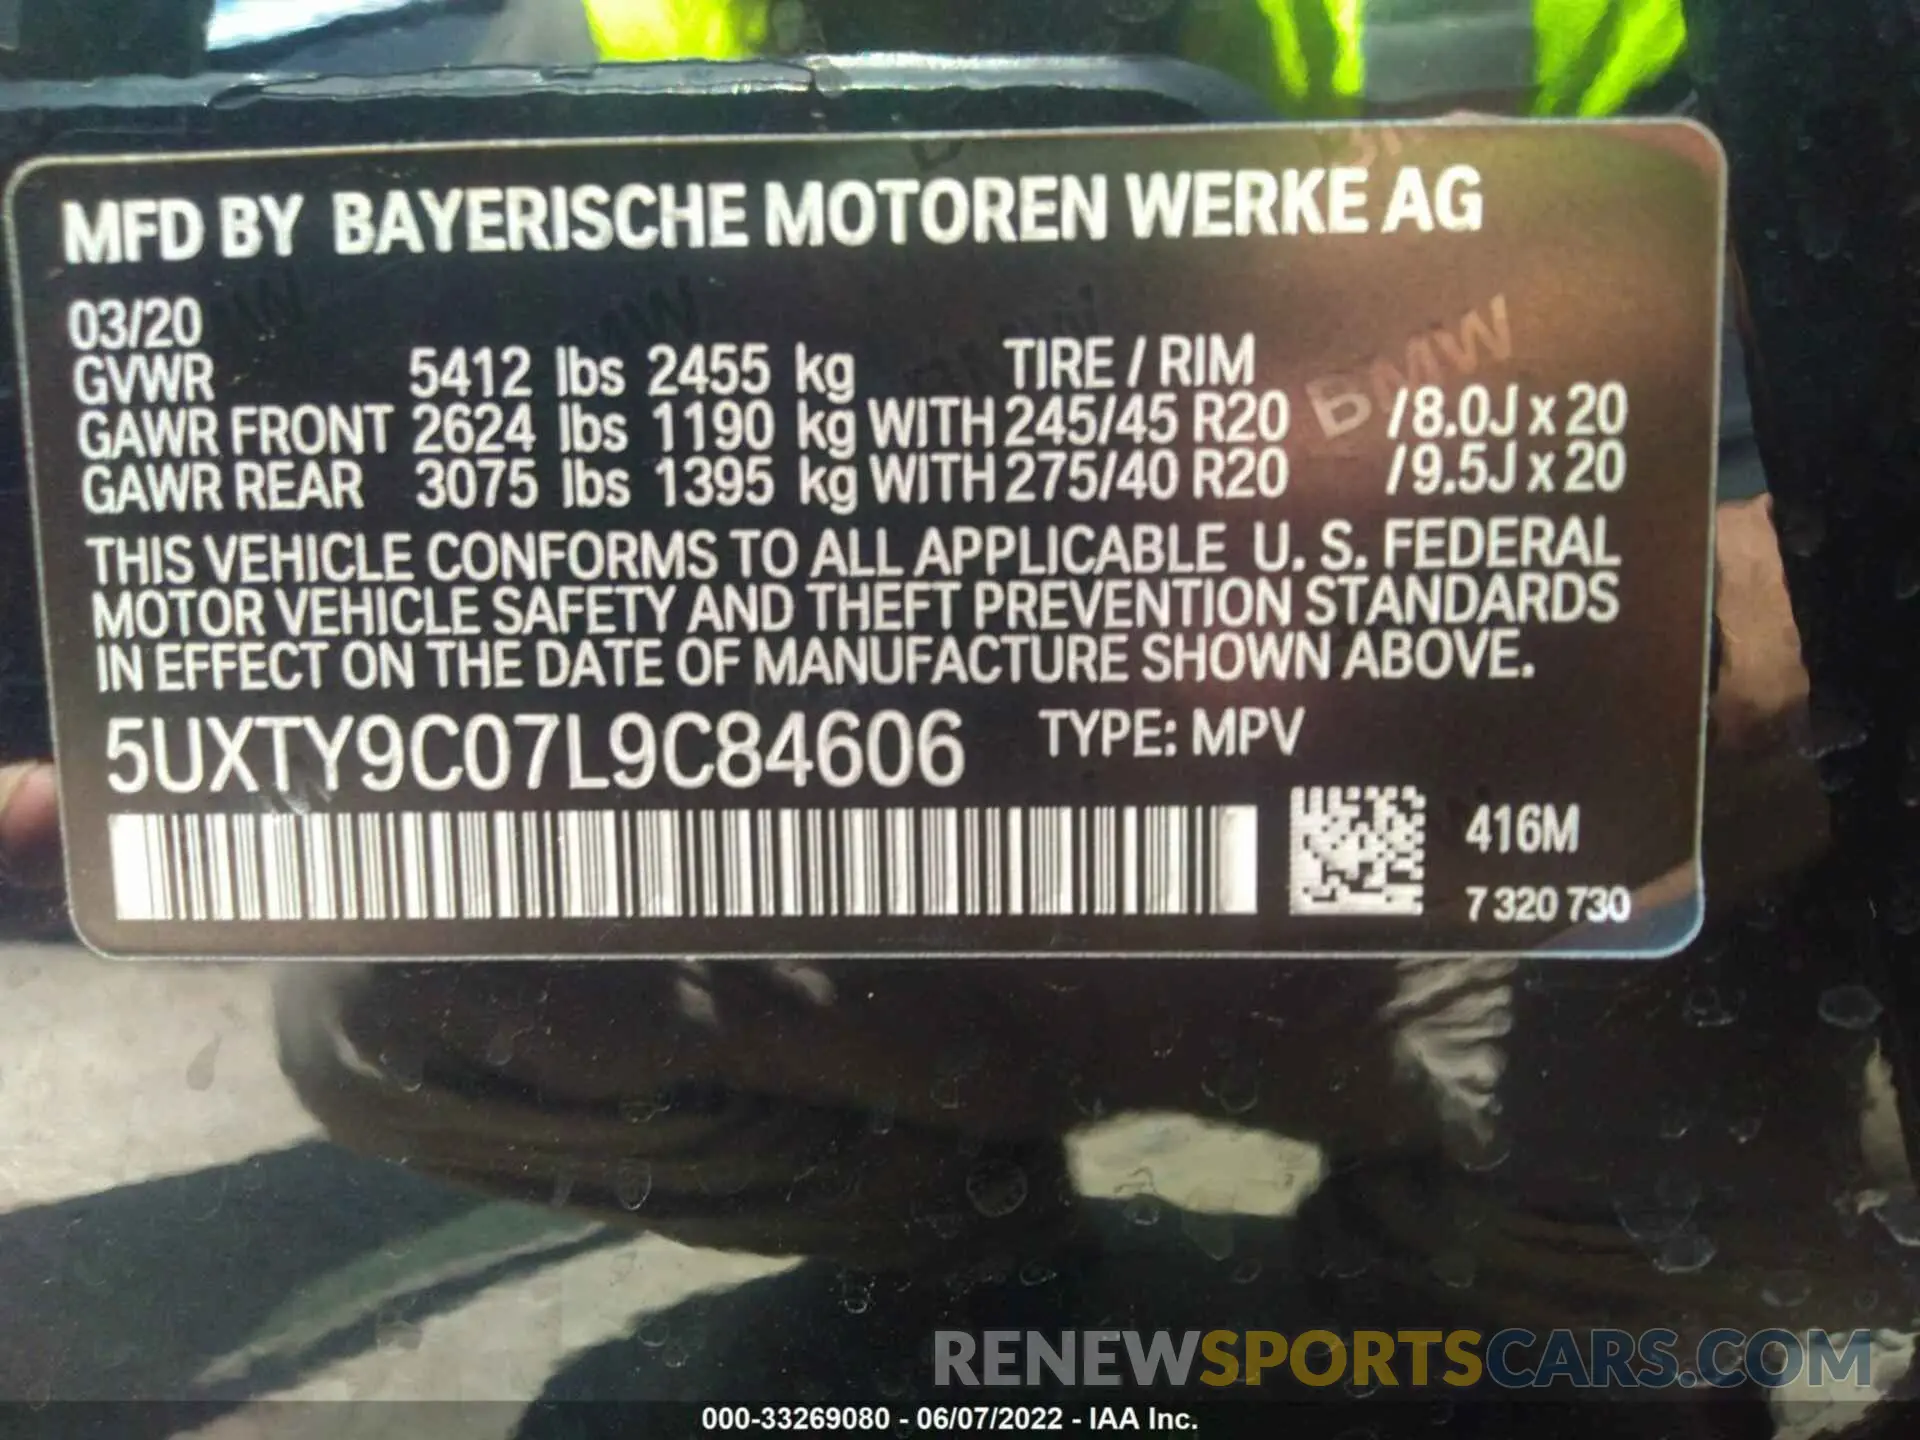 MFD BY BAYERISCHE MOTOREN WERKE AG
03/20
GVWR 5412 lbs 2455 kg TIRE / RIM
GAWR FRONT 2624 lbs 1190 kg WITH 245/45 R20 /8.0J x 20
GAWR REAR 3075 lbs 1395 kg WITH 275/40 R20 /9.5J x 20
THIS VEHICLE CONFORMS TO ALL APPLICABLE U. S. FEDERAL
MOTOR VEHICLE SAFETY AND THEFT PREVENTION STANDARDS
IN EFFECT ON THE DATE OF MANUFACTURE SHOWN ABOVE.
5UXTY9C07L9C84606 TYPE: MPV
416M
7 320 730
BMW
RENEWSPORTSCARS.COM
000-33269080 - 06/07/2022 - IAA Inc.